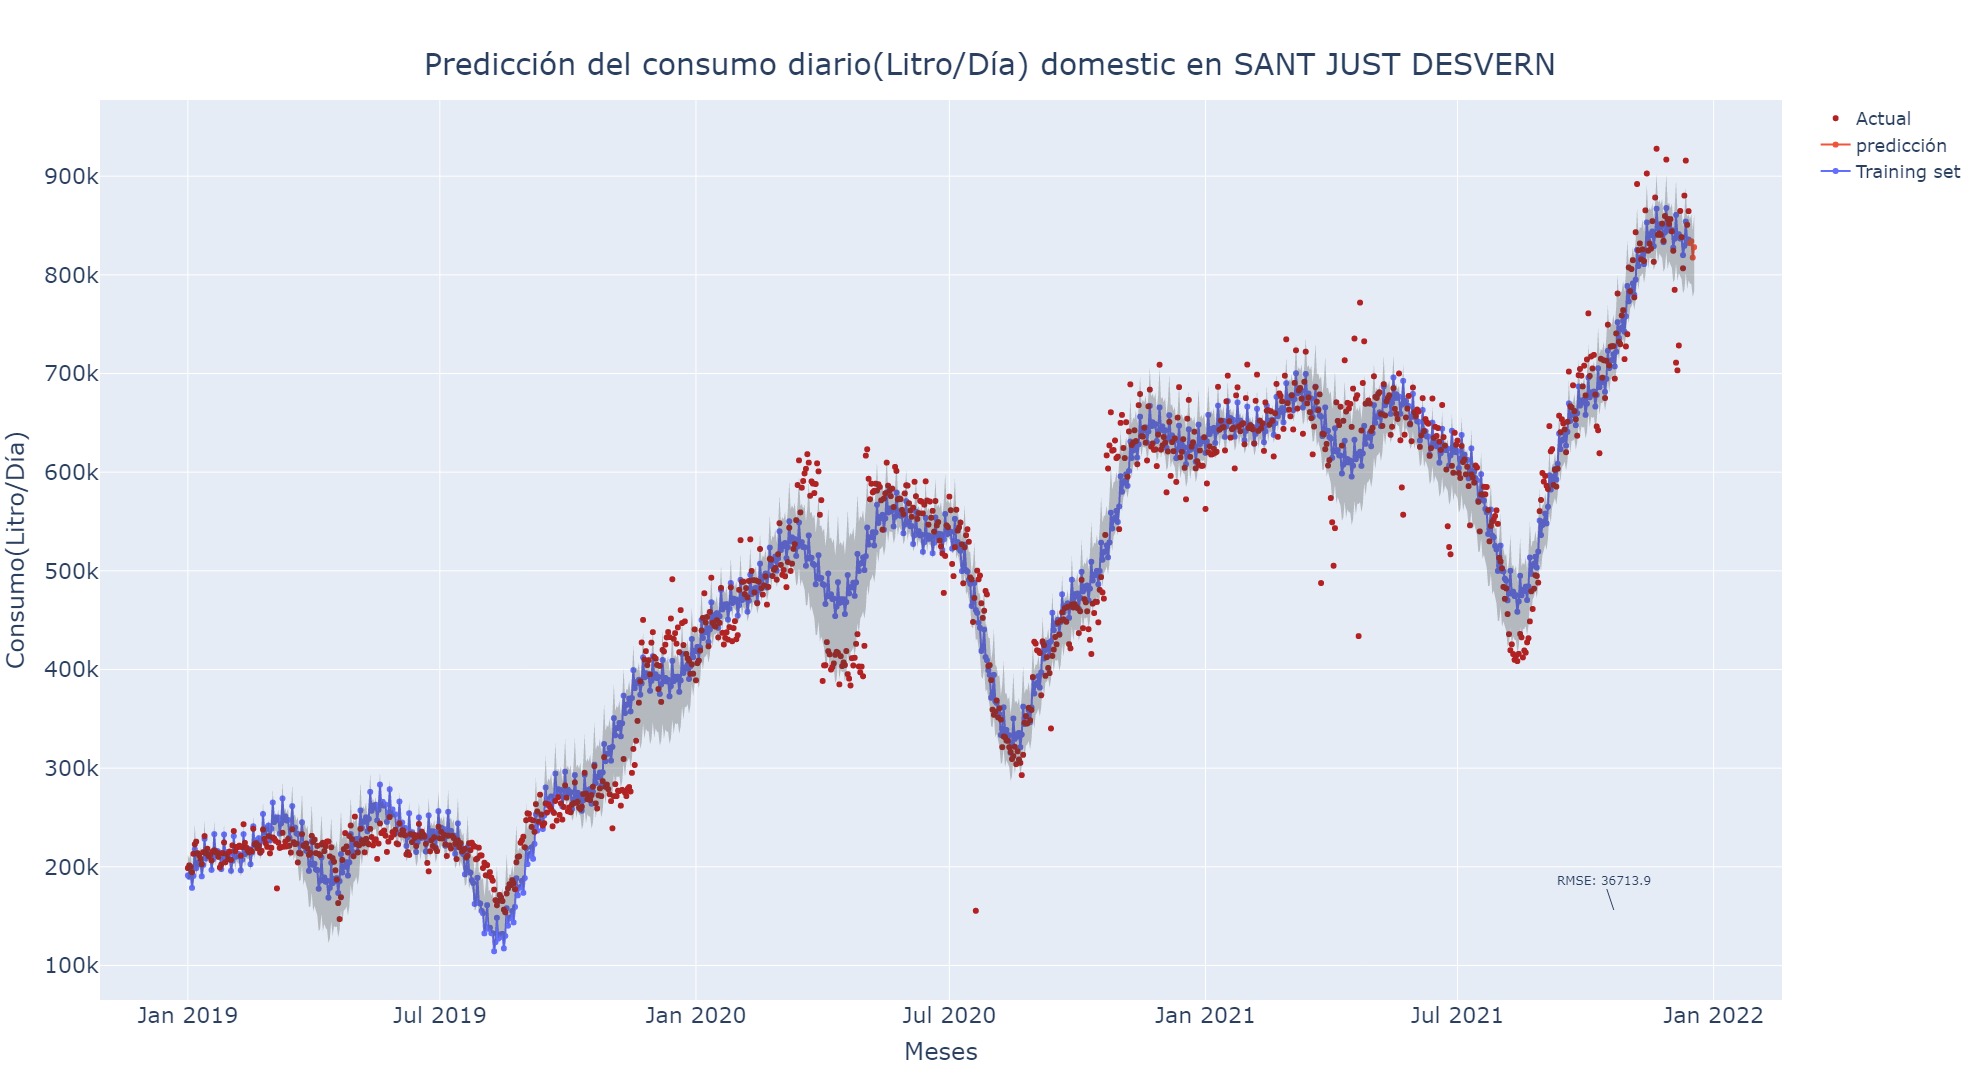 Predicción del consumo diario(Litro/Día) domestic en SANT JUST DESVERN
Actual
predicción
Training set
900k
800k
700k
600k
500k
400k
300k
200k
100k
Consumo(Litro/Día)
RMSE: 36713.9
Jan 2019
Jul 2019
Jan 2020
Jul 2020
Jan 2021
Jul 2021
Jan 2022
Meses